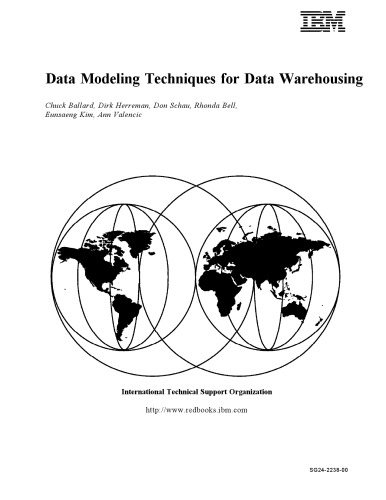 IBM
Data Modeling Techniques for Data Warehousing
Chuck Ballard, Dirk Herreman, Don Schau, Rhonda Bell,
Eunsaeng Kim, Ann Valencic
International Technical Support Organization
http://www.redbooks.ibm.com
SG24-2238-00